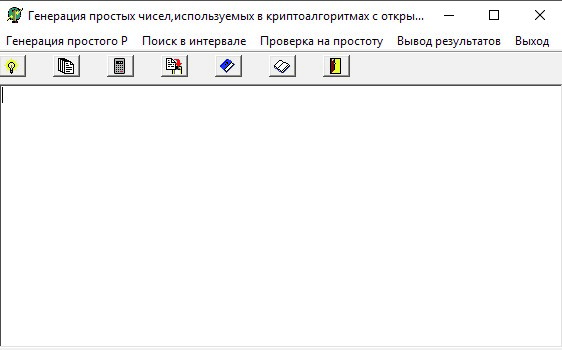 Генерация простых чисел,используемых в криптоалгоритмах с откры...
Генерация простого P Поиск в интервале Проверка на простоту Вывод результатов Выход